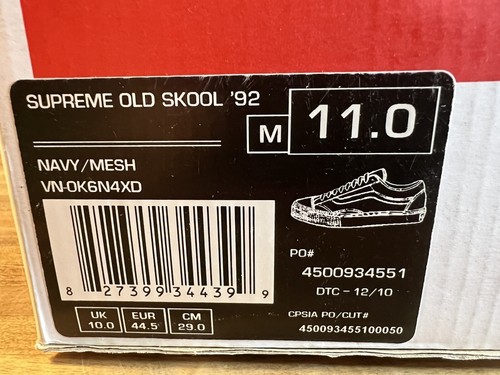 SUPREME OLD SKOOL '92
M 11.0
NAVY/MESH
VN-0K6N4XD
PO#
4500934551
DTC - 12/10
8 27399 34439 9
UK 10.0 EUR 44.5 CM 29.0
CPSIA PO/CUT#
450093455100050